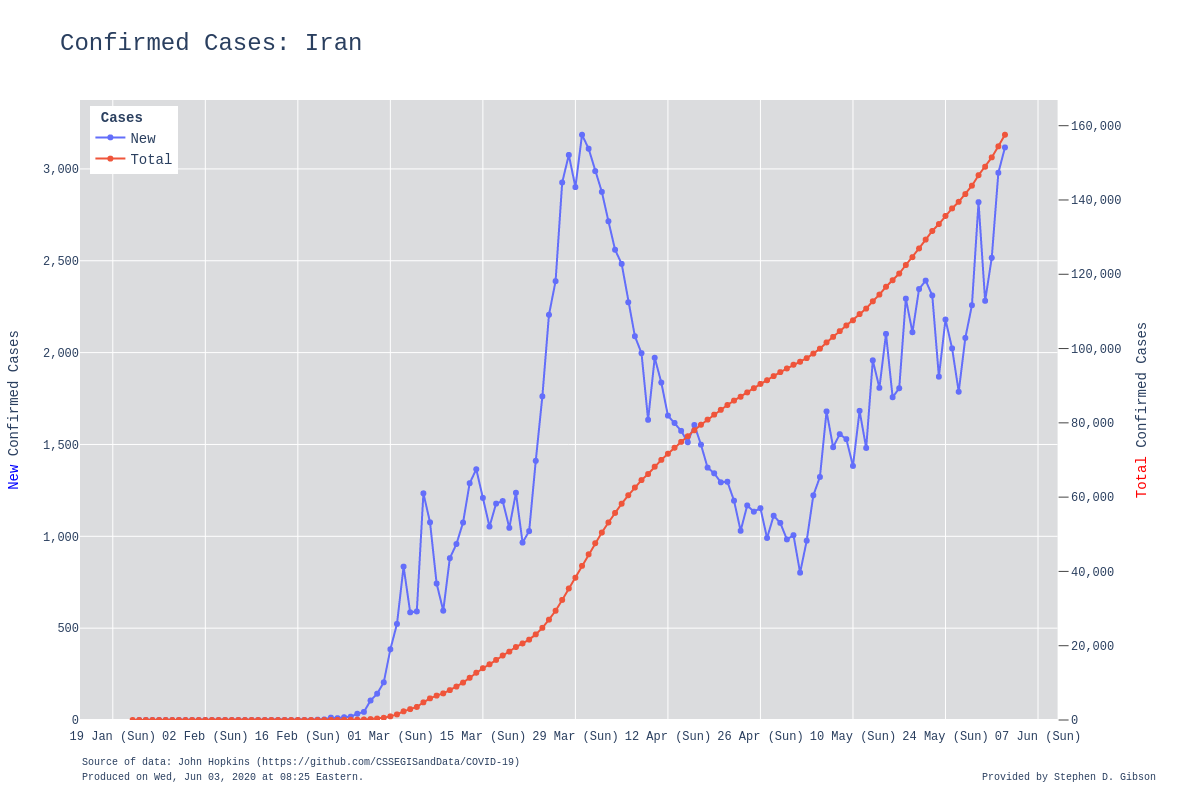 Confirmed Cases: Iran
Cases
New
Total
3,000
2,500
2,000
1,500
1,000
500
0
New Confirmed Cases
160,000
140,000
120,000
100,000
80,000
60,000
40,000
20,000
0
Total Confirmed Cases
19 Jan (Sun) 02 Feb (Sun) 16 Feb (Sun) 01 Mar (Sun) 15 Mar (Sun) 29 Mar (Sun) 12 Apr (Sun) 26 Apr (Sun) 10 May (Sun) 24 May (Sun) 07 Jun (Sun)
Source of data: John Hopkins (https://github.com/CSSEGISandData/COVID-19)
Produced on Wed, Jun 03, 2020 at 08:25 Eastern.
Provided by Stephen D. Gibson